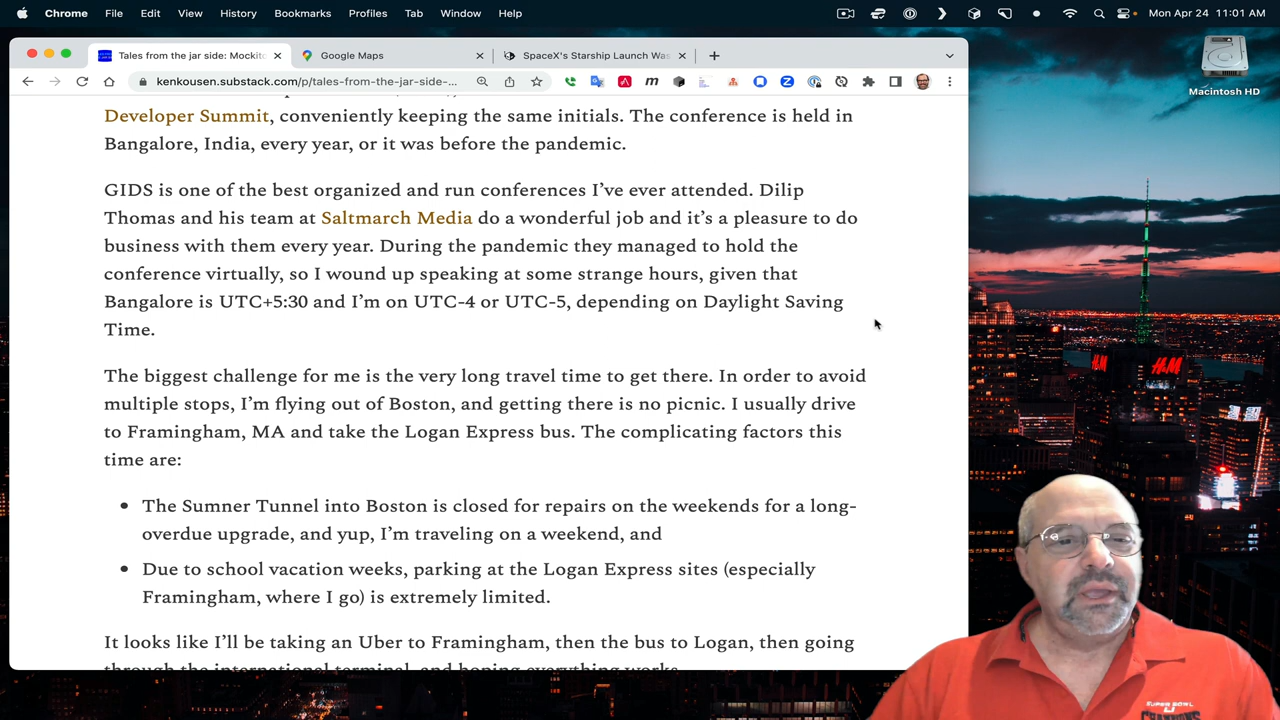 Chrome File Edit View History Bookmarks Profiles Tab Window Help Mon Apr 24 11:01 AM
Tales from the jar side: Mockito Google Maps SpaceX's Starship Launch Was
kenkousen.substack.com/p/tales-from-the-jar-side-...
Macintosh HD
Developer Summit, conveniently keeping the same initials. The conference is held in
Bangalore, India, every year, or it was before the pandemic.
GIDS is one of the best organized and run conferences I've ever attended. Dilip
Thomas and his team at Saltmarch Media do a wonderful job and it's a pleasure to do
business with them every year. During the pandemic they managed to hold the
conference virtually, so I wound up speaking at some strange hours, given that
Bangalore is UTC+5:30 and I'm on UTC-4 or UTC-5, depending on Daylight Saving
Time.
The biggest challenge for me is the very long travel time to get there. In order to avoid
multiple stops, I'm flying out of Boston, and getting there is no picnic. I usually drive
to Framingham, MA and take the Logan Express bus. The complicating factors this
time are:
• The Sumner Tunnel into Boston is closed for repairs on the weekends for a long-
overdue upgrade, and yup, I'm traveling on a weekend, and
• Due to school vacation weeks, parking at the Logan Express sites (especially
Framingham, where I go) is extremely limited.
It looks like I'll be taking an Uber to Framingham, then the bus to Logan, then going
through the international terminal, and hoping everything works.
H&M H&M
SUPER BOWL